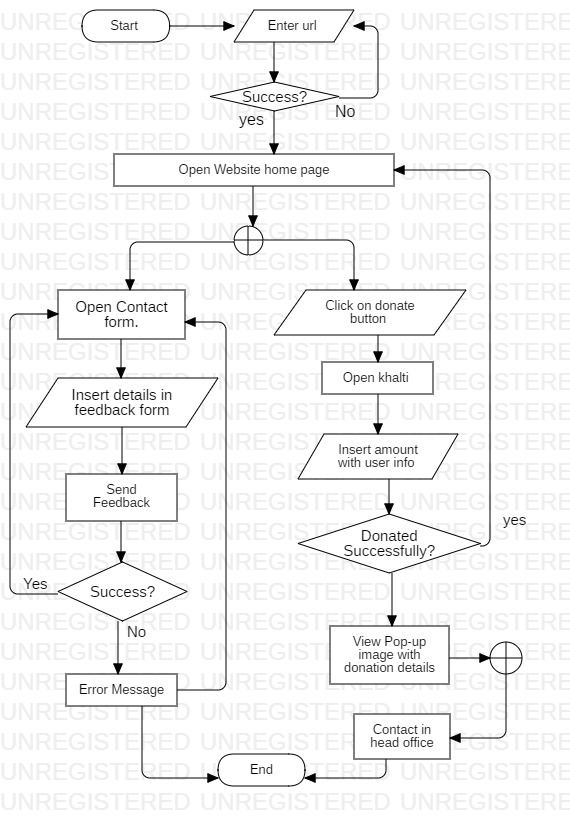 Start
Enter url
Success?
No
yes
Open Website home page
Open Contact
form.
Click on donate
button
Insert details in
feedback form
Open khalti
Insert amount
with user info
Send
Feedback
Donated
Successfully?
yes
Success?
Yes
No
View Pop-up
image with
donation details
Error Message
Contact in
head office
End
UNREGISTERED